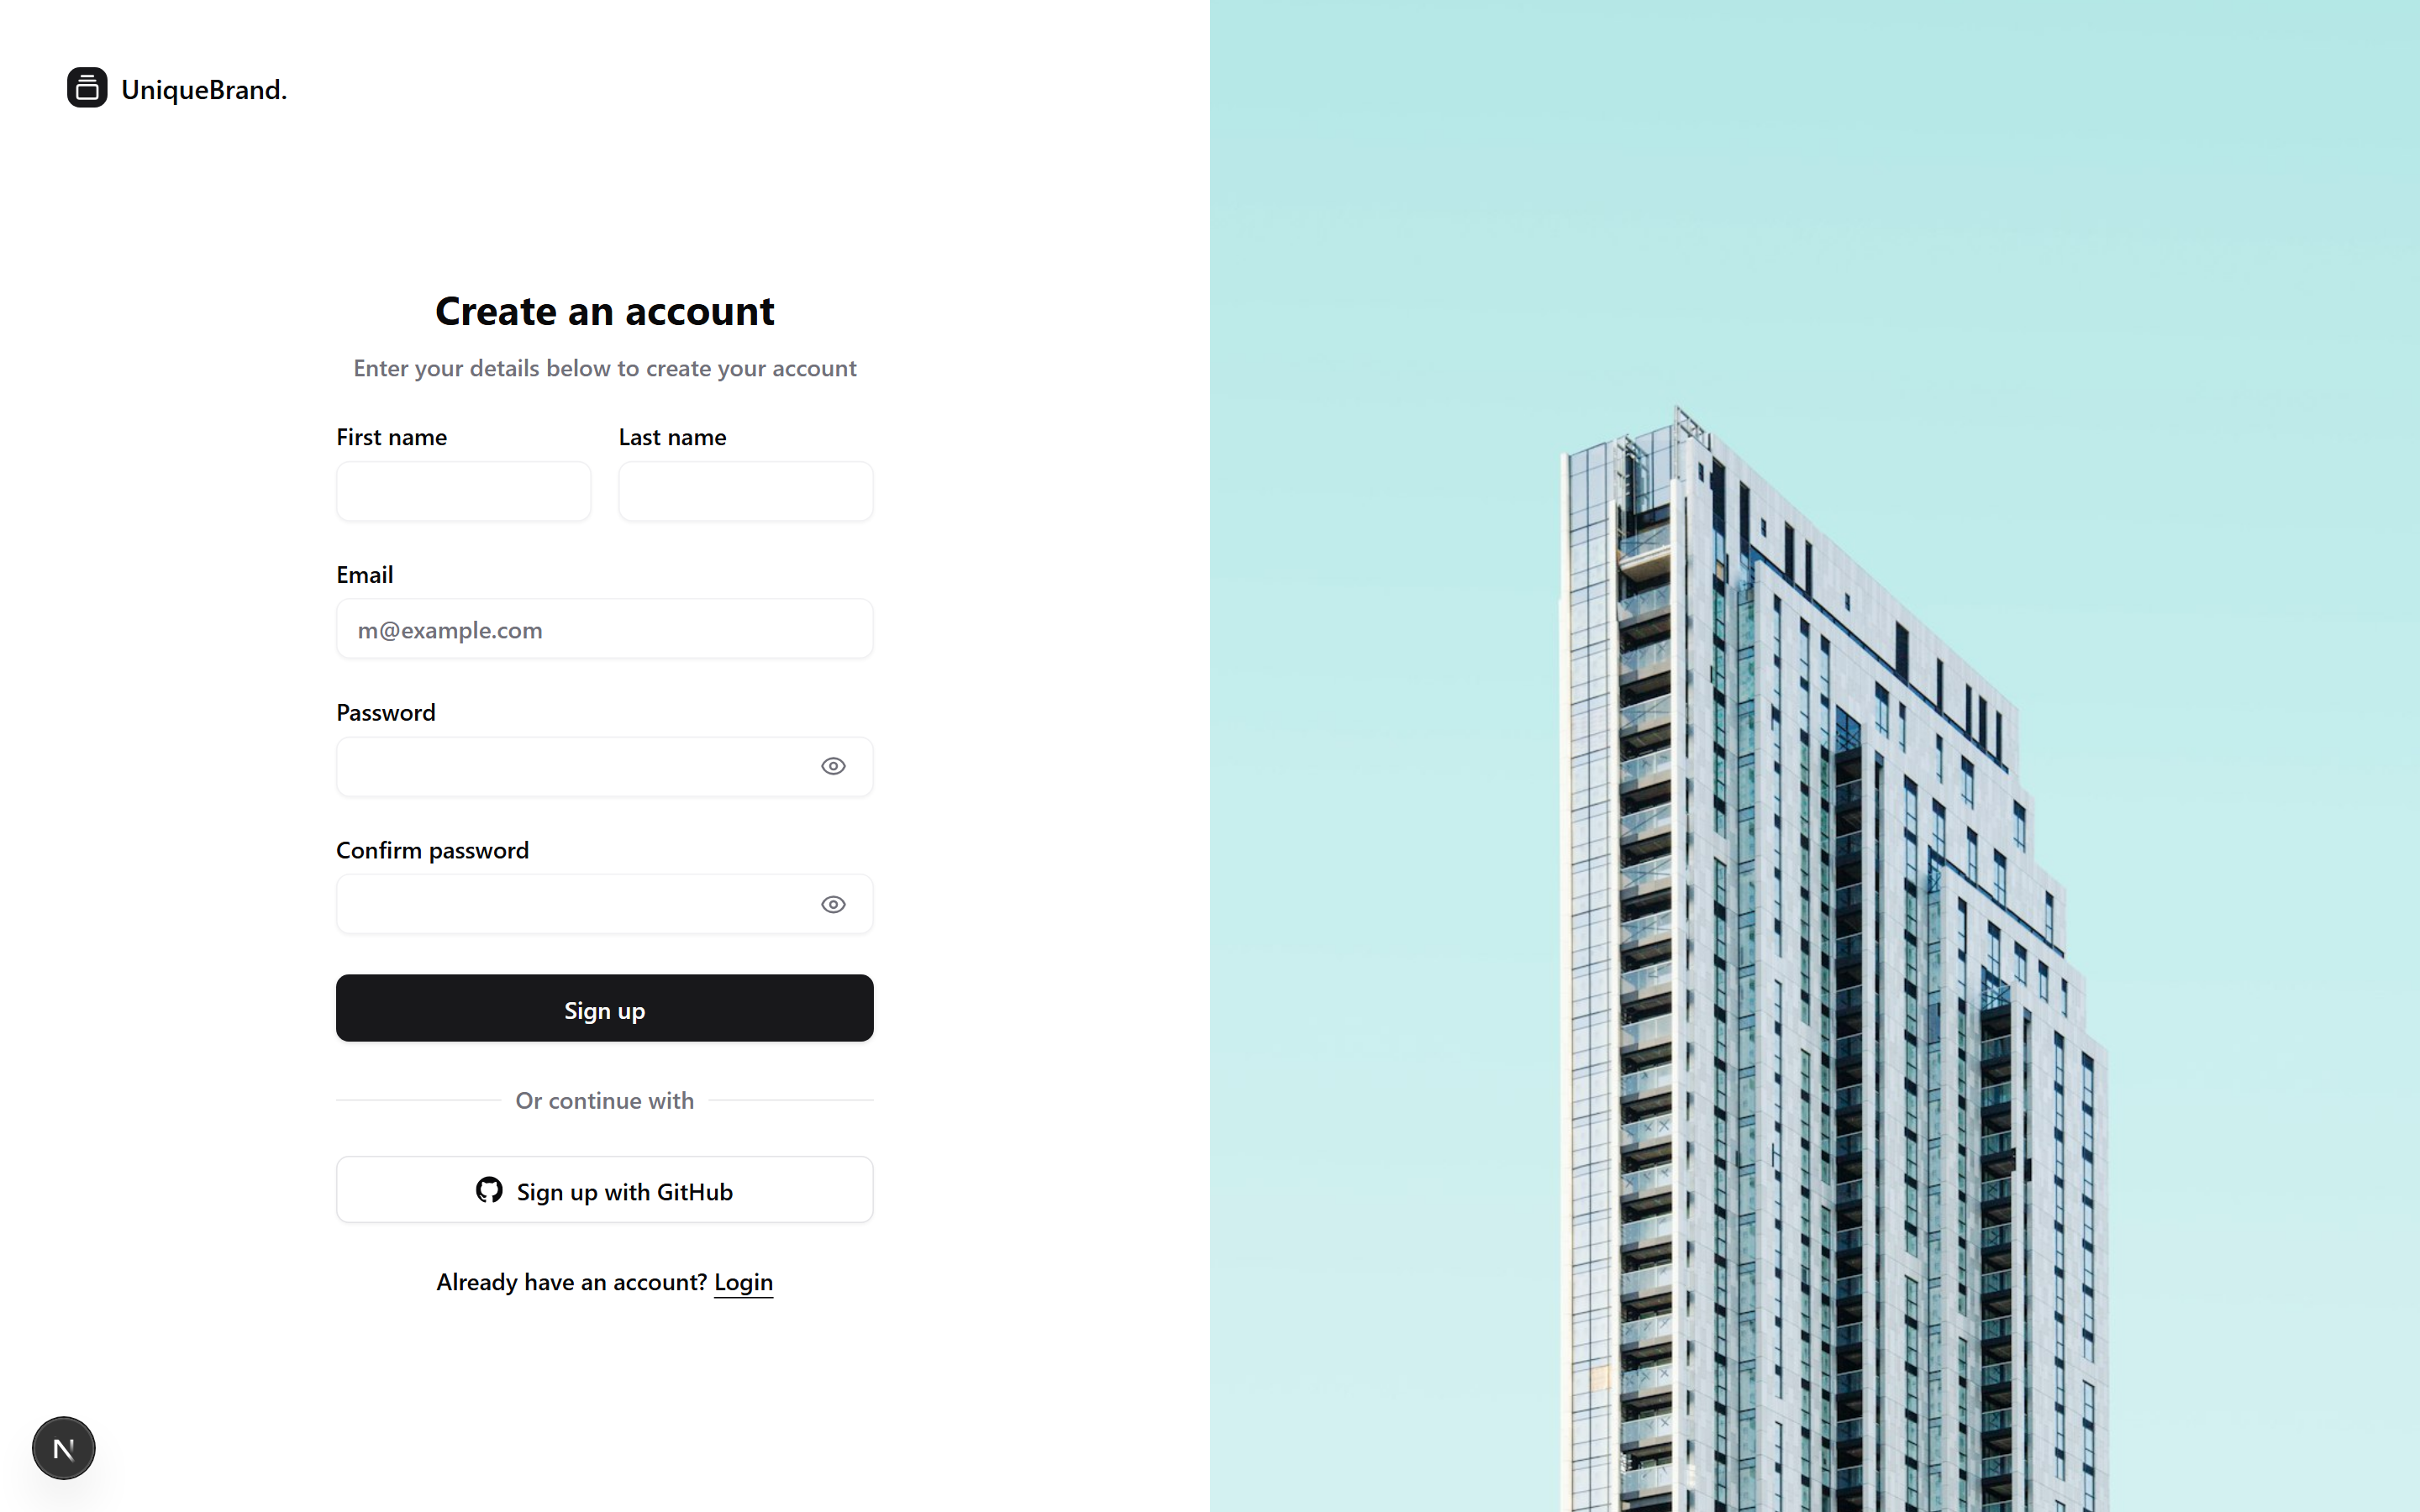 UniqueBrand.
Create an account
Enter your details below to create your account
First name
Last name
Email
m@example.com
Password
Confirm password
Sign up
Or continue with
Sign up with GitHub
Already have an account? Login
N